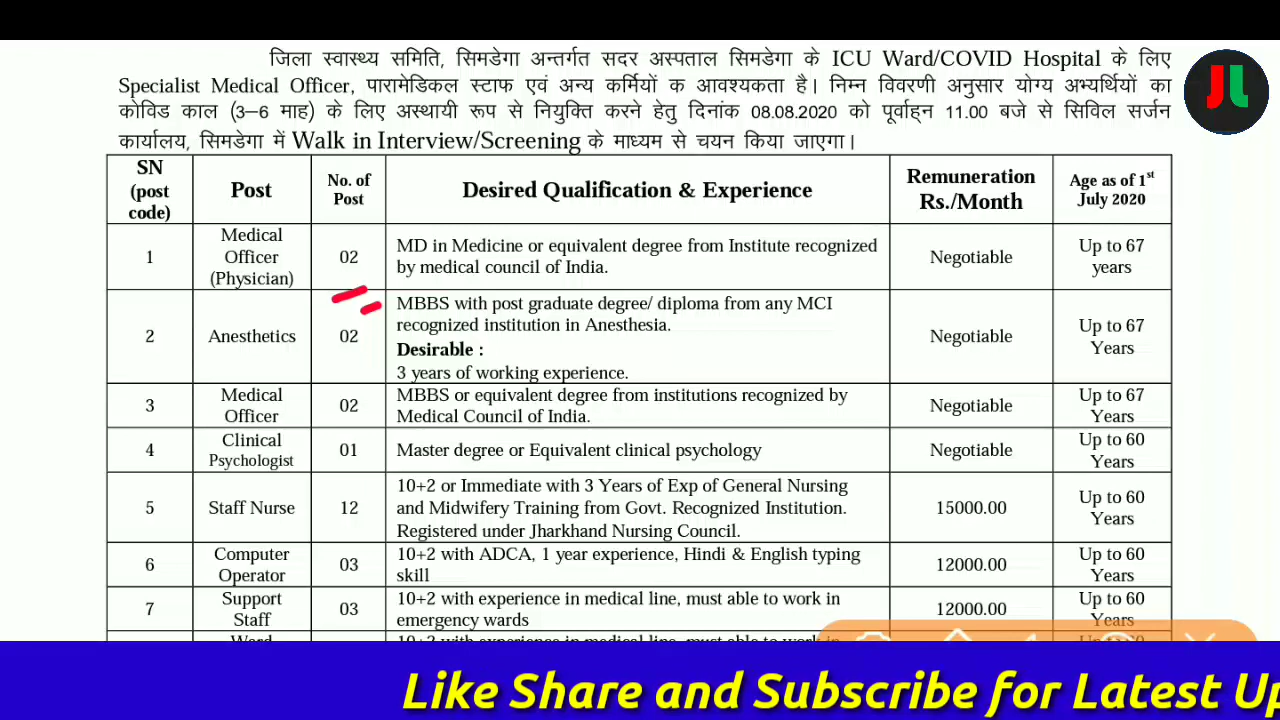 जिला स्वास्थ्य समिति, सिमडेगा अन्तर्गत सदर अस्पताल सिमडेगा के ICU Ward/COVID Hospital के लिए
Specialist Medical Officer, पारामेडिकल स्टाफ एवं अन्य कर्मियों क आवश्यकता है। निम्न विवरणी अनुसार योग्य अभ्यर्थियों का
कोविड काल (3–6 माह) के लिए अस्थायी रूप से नियुक्ति करने हेतु दिनांक 08.08.2020 को पूर्वाह्न 11.00 बजे से सिविल सर्जन
कार्यालय, सिमडेगा में Walk in Interview/Screening के माध्यम से चयन किया जाएगा।
JL
SN (post code) Post No. of Post Desired Qualification & Experience Remuneration Rs./Month Age as of 1st July 2020
1 Medical Officer (Physician) 02 MD in Medicine or equivalent degree from Institute recognized by medical council of India. Negotiable Up to 67 years
2 Anesthetics 02 MBBS with post graduate degree/ diploma from any MCI recognized institution in Anesthesia. Desirable : 3 years of working experience. Negotiable Up to 67 Years
3 Medical Officer 02 MBBS or equivalent degree from institutions recognized by Medical Council of India. Negotiable Up to 67 Years
4 Clinical Psychologist 01 Master degree or Equivalent clinical psychology Negotiable Up to 60 Years
5 Staff Nurse 12 10+2 or Immediate with 3 Years of Exp of General Nursing and Midwifery Training from Govt. Recognized Institution. Registered under Jharkhand Nursing Council. 15000.00 Up to 60 Years
6 Computer Operator 03 10+2 with ADCA, 1 year experience, Hindi & English typing skill 12000.00 Up to 60 Years
7 Support Staff 03 10+2 with experience in medical line, must able to work in emergency wards 12000.00 Up to 60 Years
Like Share and Subscribe for Latest Up